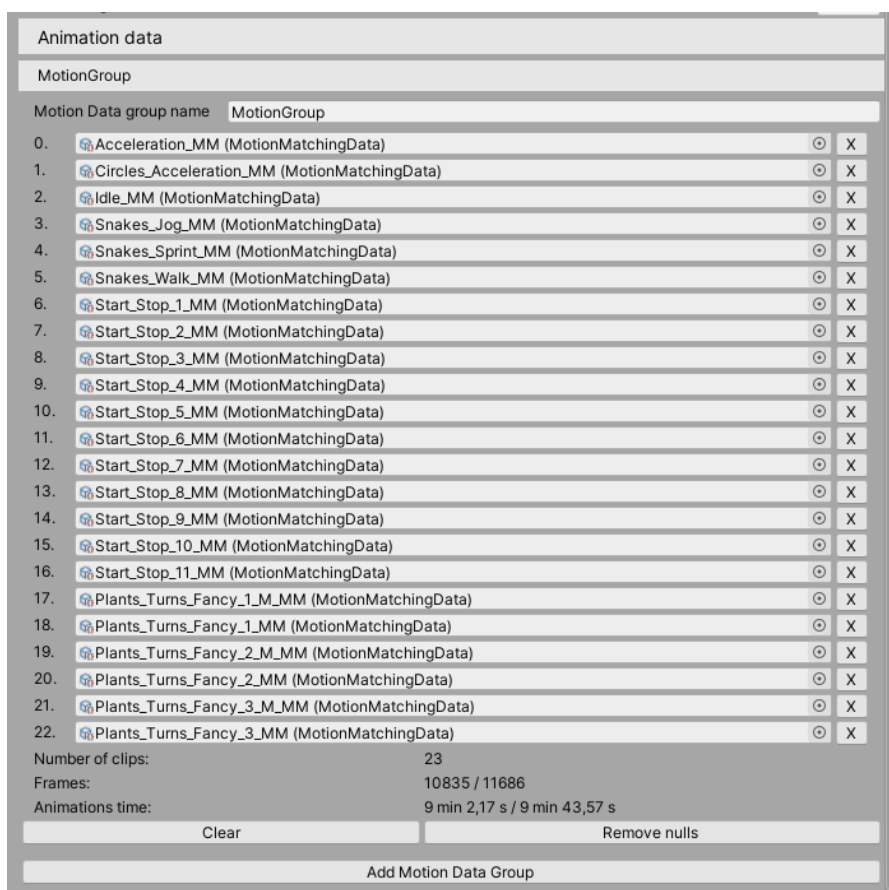 Animation data
MotionGroup
Motion Data group name MotionGroup
0. Acceleration_MM (MotionMatchingData) X
1. Circles_Acceleration_MM (MotionMatchingData) X
2. Idle_MM (MotionMatchingData) X
3. Snakes_Jog_MM (MotionMatchingData) X
4. Snakes_Sprint_MM (MotionMatchingData) X
5. Snakes_Walk_MM (MotionMatchingData) X
6. Start_Stop_1_MM (MotionMatchingData) X
7. Start_Stop_2_MM (MotionMatchingData) X
8. Start_Stop_3_MM (MotionMatchingData) X
9. Start_Stop_4_MM (MotionMatchingData) X
10. Start_Stop_5_MM (MotionMatchingData) X
11. Start_Stop_6_MM (MotionMatchingData) X
12. Start_Stop_7_MM (MotionMatchingData) X
13. Start_Stop_8_MM (MotionMatchingData) X
14. Start_Stop_9_MM (MotionMatchingData) X
15. Start_Stop_10_MM (MotionMatchingData) X
16. Start_Stop_11_MM (MotionMatchingData) X
17. Plants_Turns_Fancy_1_M_MM (MotionMatchingData) X
18. Plants_Turns_Fancy_1_MM (MotionMatchingData) X
19. Plants_Turns_Fancy_2_M_MM (MotionMatchingData) X
20. Plants_Turns_Fancy_2_MM (MotionMatchingData) X
21. Plants_Turns_Fancy_3_M_MM (MotionMatchingData) X
22. Plants_Turns_Fancy_3_MM (MotionMatchingData) X
Number of clips: 23
Frames: 10835 / 11686
Animations time: 9 min 2,17 s / 9 min 43,57 s
Clear Remove nulls
Add Motion Data Group